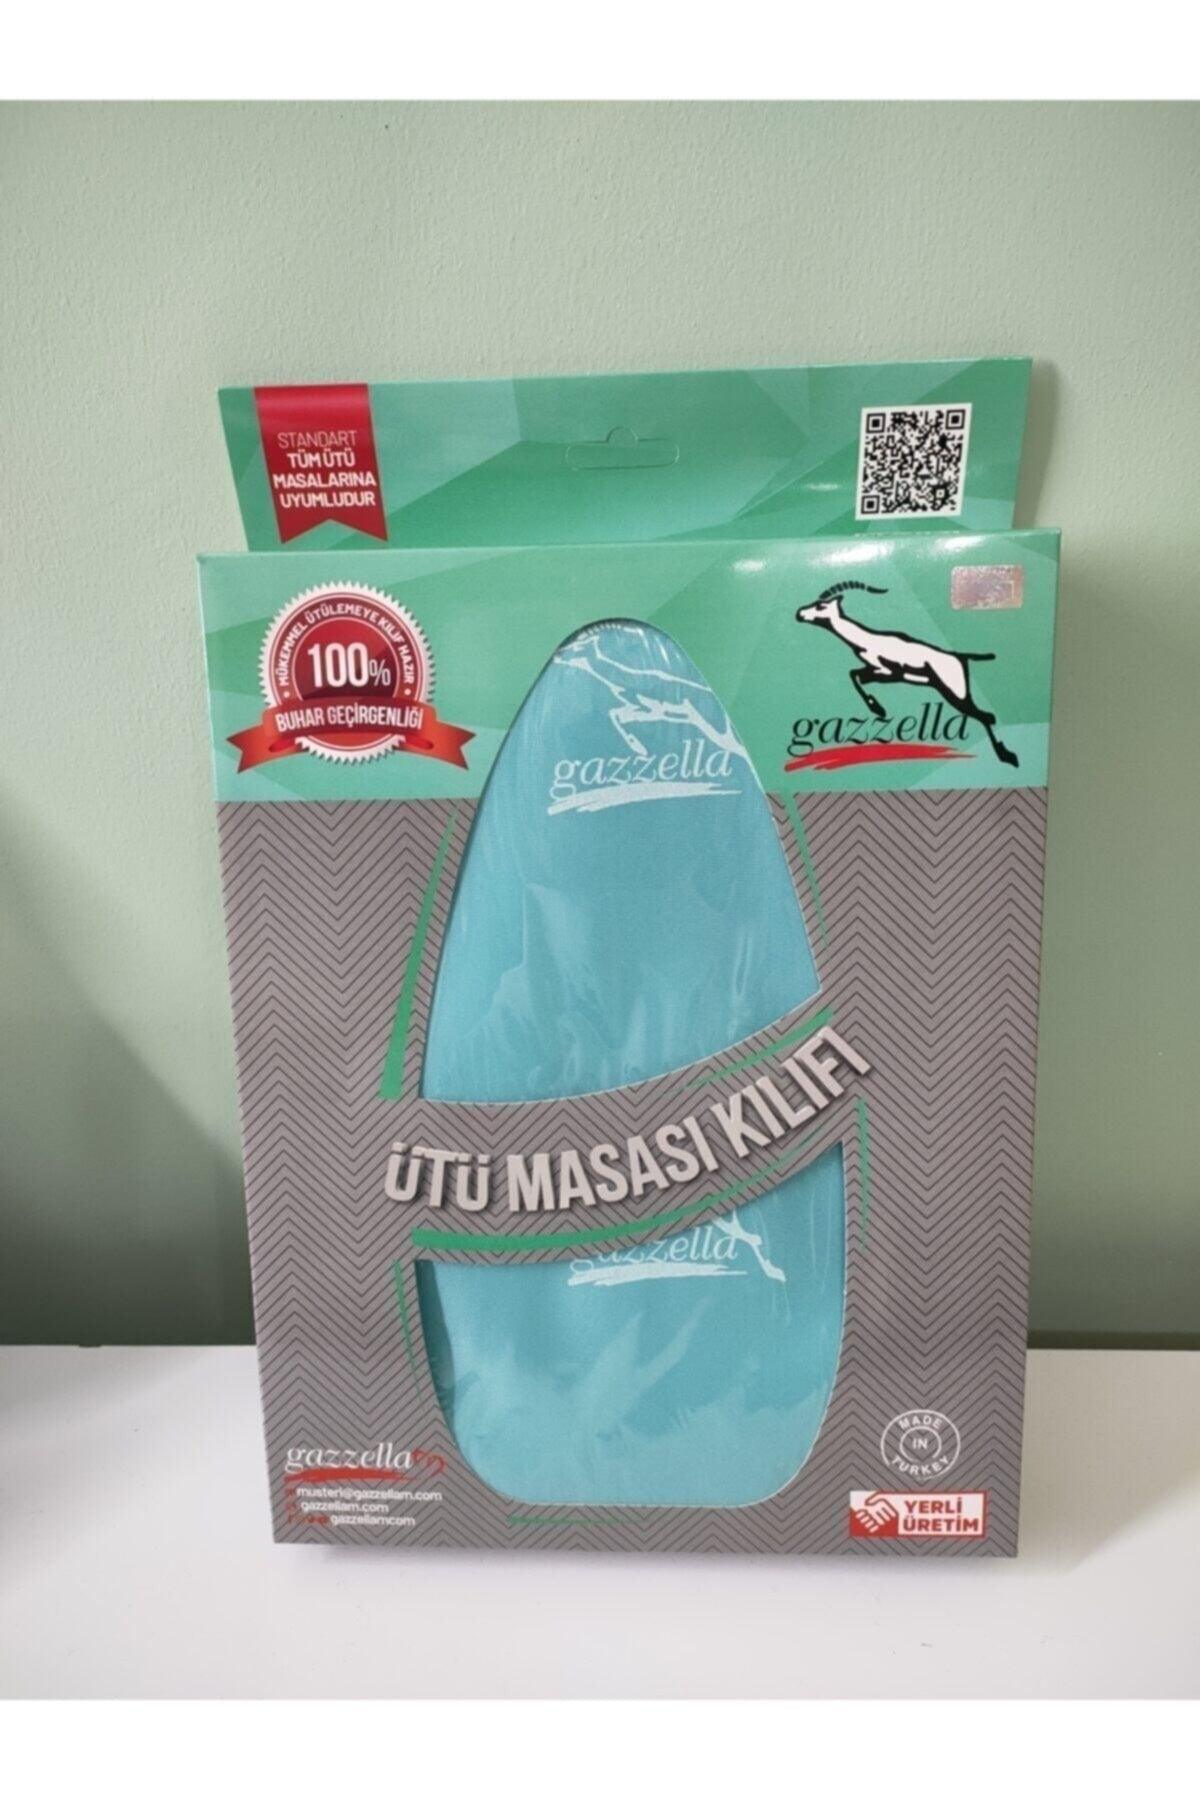 STANDART
TÜM ÜTÜ
MASALARINA
UYUMLUDUR
MÜKEMMEL ÜTÜLEMEYE KILIF HAZIR
100%
BUHAR GEÇİRGENLİĞİ
gazzella
gazzella
ÜTÜ MASASI KILIFI
gazzella
gazzella
musteri@gazzellam.com
gazzellam.com
gazzellamcom
MADE
IN
TURKEY
YERLİ
ÜRETİM